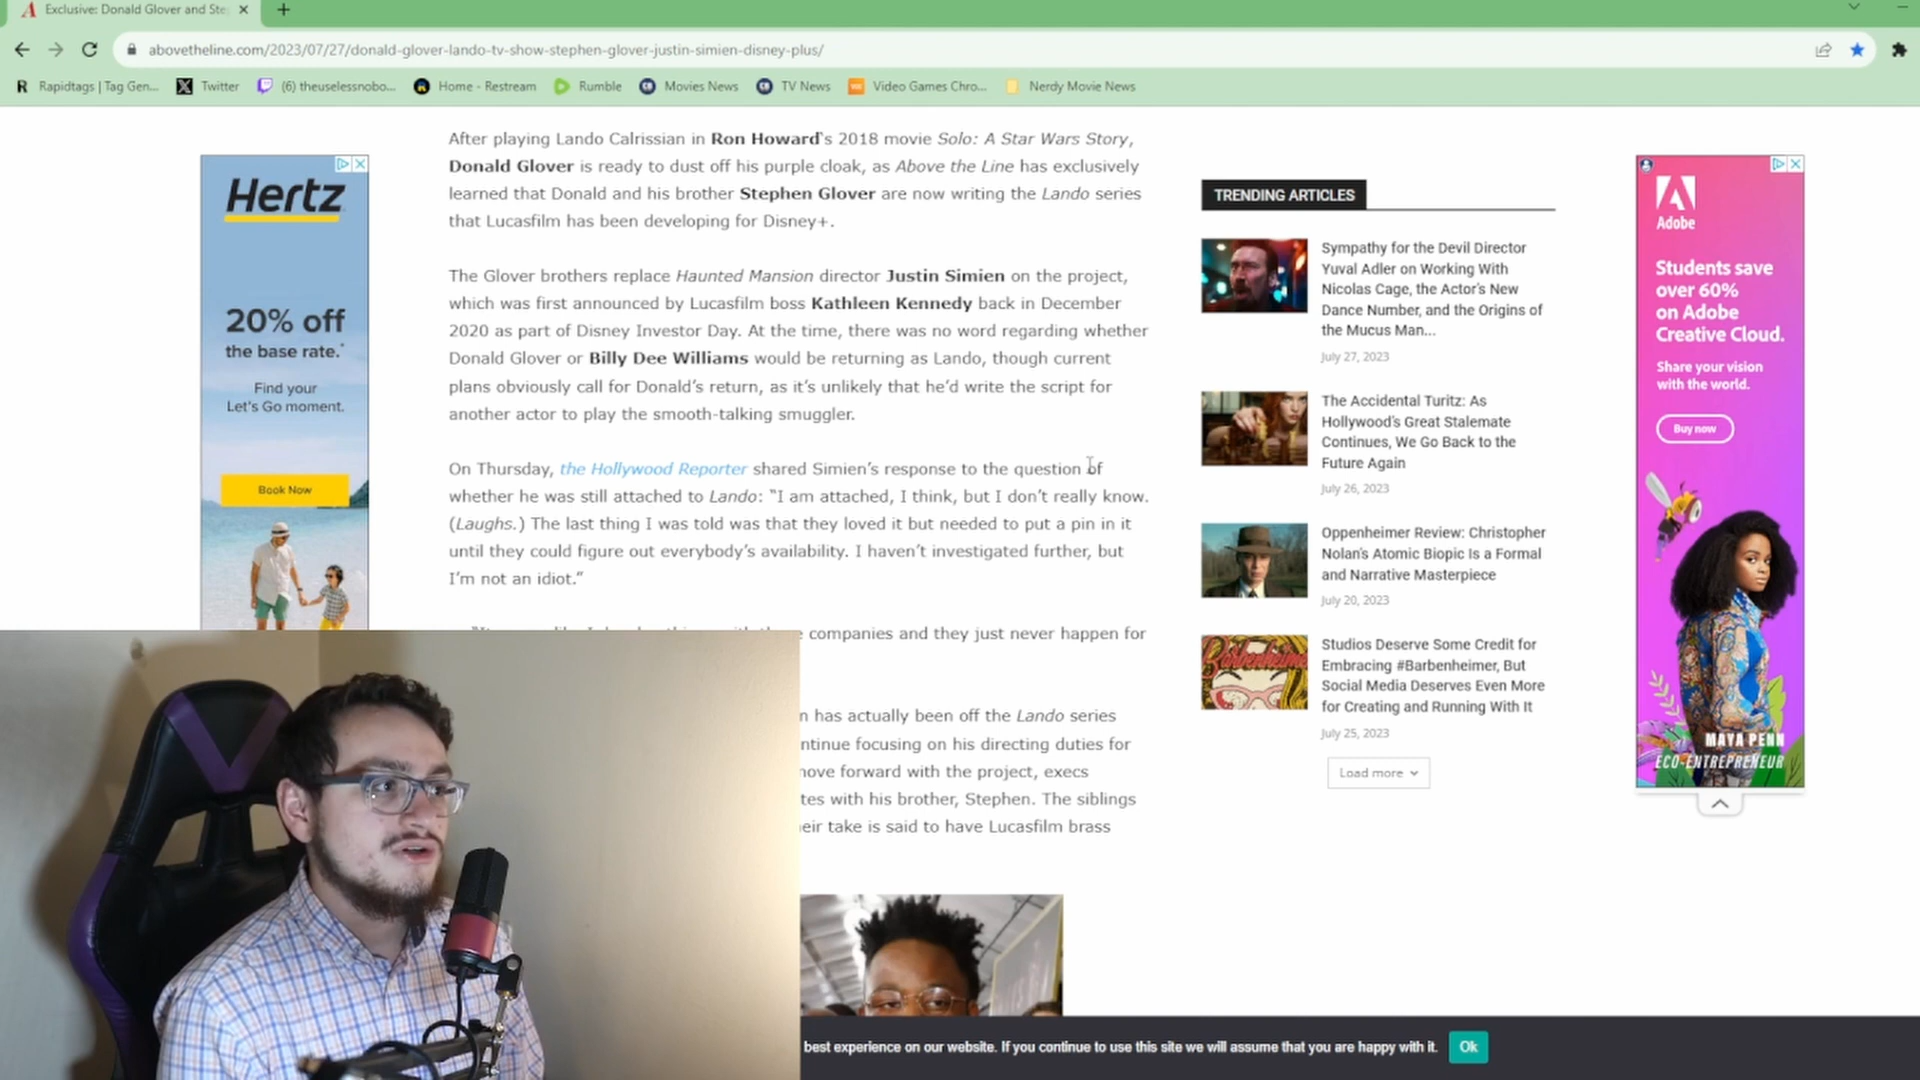 Exclusive: Donald Glover and Ste
abovetheline.com/2023/07/27/donald-glover-lando-tv-show-stephen-glover-justin-simien-disney-plus/
R Rapidtags | Tag Gen... Twitter (6) theuselessnobo... Home - Restream Rumble Movies News TV News Video Games Chro... Nerdy Movie News
After playing Lando Calrissian in Ron Howard's 2018 movie Solo: A Star Wars Story,
Donald Glover is ready to dust off his purple cloak, as Above the Line has exclusively
learned that Donald and his brother Stephen Glover are now writing the Lando series
that Lucasfilm has been developing for Disney+.
The Glover brothers replace Haunted Mansion director Justin Simien on the project,
which was first announced by Lucasfilm boss Kathleen Kennedy back in December
2020 as part of Disney Investor Day. At the time, there was no word regarding whether
Donald Glover or Billy Dee Williams would be returning as Lando, though current
plans obviously call for Donald's return, as it's unlikely that he'd write the script for
another actor to play the smooth-talking smuggler.
On Thursday, the Hollywood Reporter shared Simien's response to the question of
whether he was still attached to Lando: "I am attached, I think, but I don't really know.
(Laughs.) The last thing I was told was that they loved it but needed to put a pin in it
until they could figure out everybody's availability. I haven't investigated further, but
I'm not an idiot."
companies and they just never happen for
has actually been off the Lando series
continue focusing on his directing duties for
move forward with the project, execs
with his brother, Stephen. The siblings
their take is said to have Lucasfilm brass
Hertz
20% off
the base rate.*
Find your
Let's Go moment.
Book Now
TRENDING ARTICLES
Sympathy for the Devil Director
Yuval Adler on Working With
Nicolas Cage, the Actor's New
Dance Number, and the Origins of
the Mucus Man...
July 27, 2023
The Accidental Turitz: As
Hollywood's Great Stalemate
Continues, We Go Back to the
Future Again
July 26, 2023
Oppenheimer Review: Christopher
Nolan's Atomic Biopic Is a Formal
and Narrative Masterpiece
July 20, 2023
Barbenheimer
Studios Deserve Some Credit for
Embracing #Barbenheimer, But
Social Media Deserves Even More
for Creating and Running With It
July 25, 2023
Load more
Adobe
Students save
over 60%
on Adobe
Creative Cloud.
Share your vision
with the world.
Buy now
MAYA PENN
ECO-ENTREPRENEUR
best experience on our website. If you continue to use this site we will assume that you are happy with it. Ok